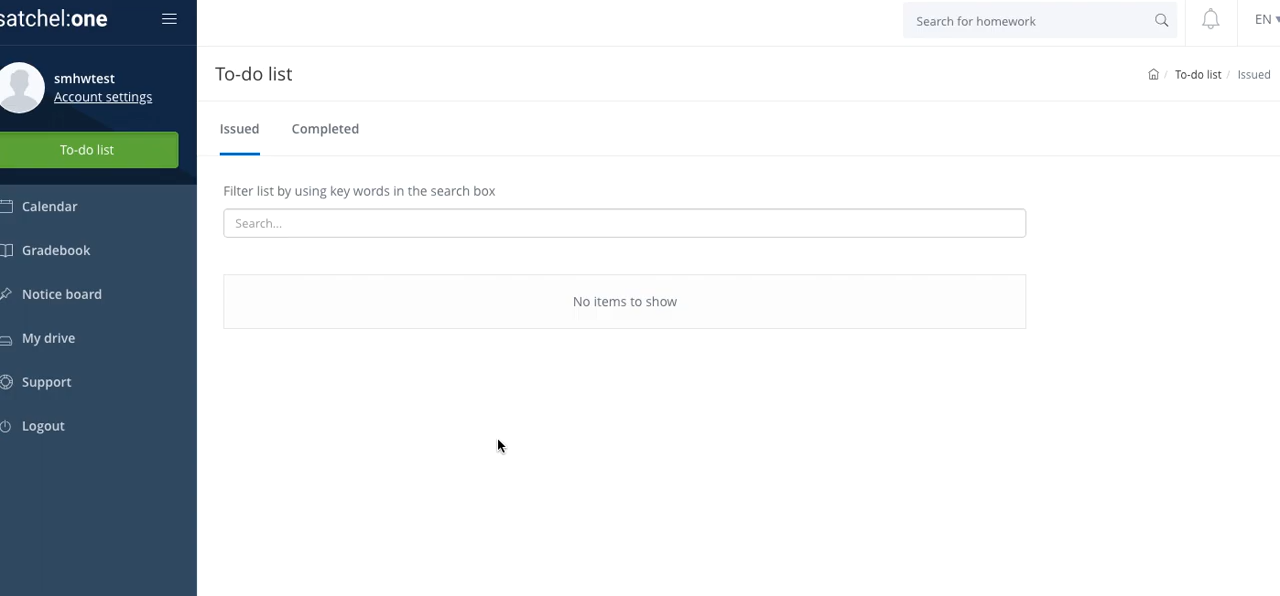 satchel:one
Search for homework
EN
smhwtest
Account settings
To-do list
Calendar
Gradebook
Notice board
My drive
Support
Logout
To-do list
To-do list / Issued
Issued
Completed
Filter list by using key words in the search box
Search...
No items to show